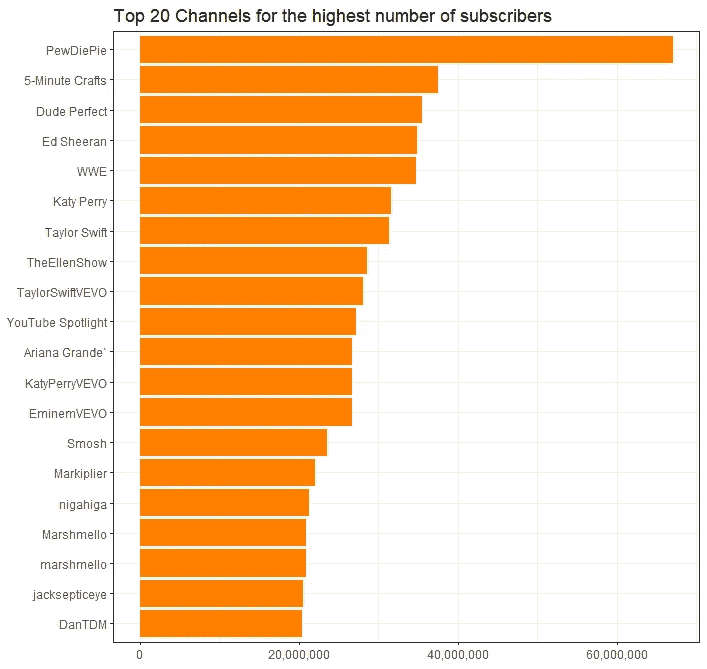 Top 20 Channels for the highest number of subscribers
PewDiePie
5-Minute Crafts
Dude Perfect
Ed Sheeran
WWE
Katy Perry
Taylor Swift
TheEllenShow
TaylorSwiftVEVO
YouTube Spotlight
Ariana Grande`
KatyPerryVEVO
EminemVEVO
Smosh
Markiplier
nigahiga
Marshmello
marshmello
jacksepticeye
DanTDM
0 20,000,000 40,000,000 60,000,000